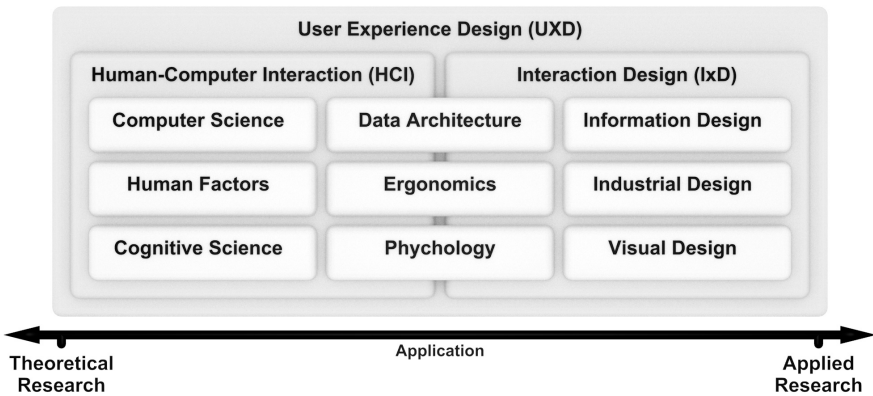 User Experience Design (UXD)
Human-Computer Interaction (HCI)
Interaction Design (IxD)
Computer Science
Data Architecture
Information Design
Human Factors
Ergonomics
Industrial Design
Cognitive Science
Phychology
Visual Design
Application
Theoretical
Research
Applied
Research